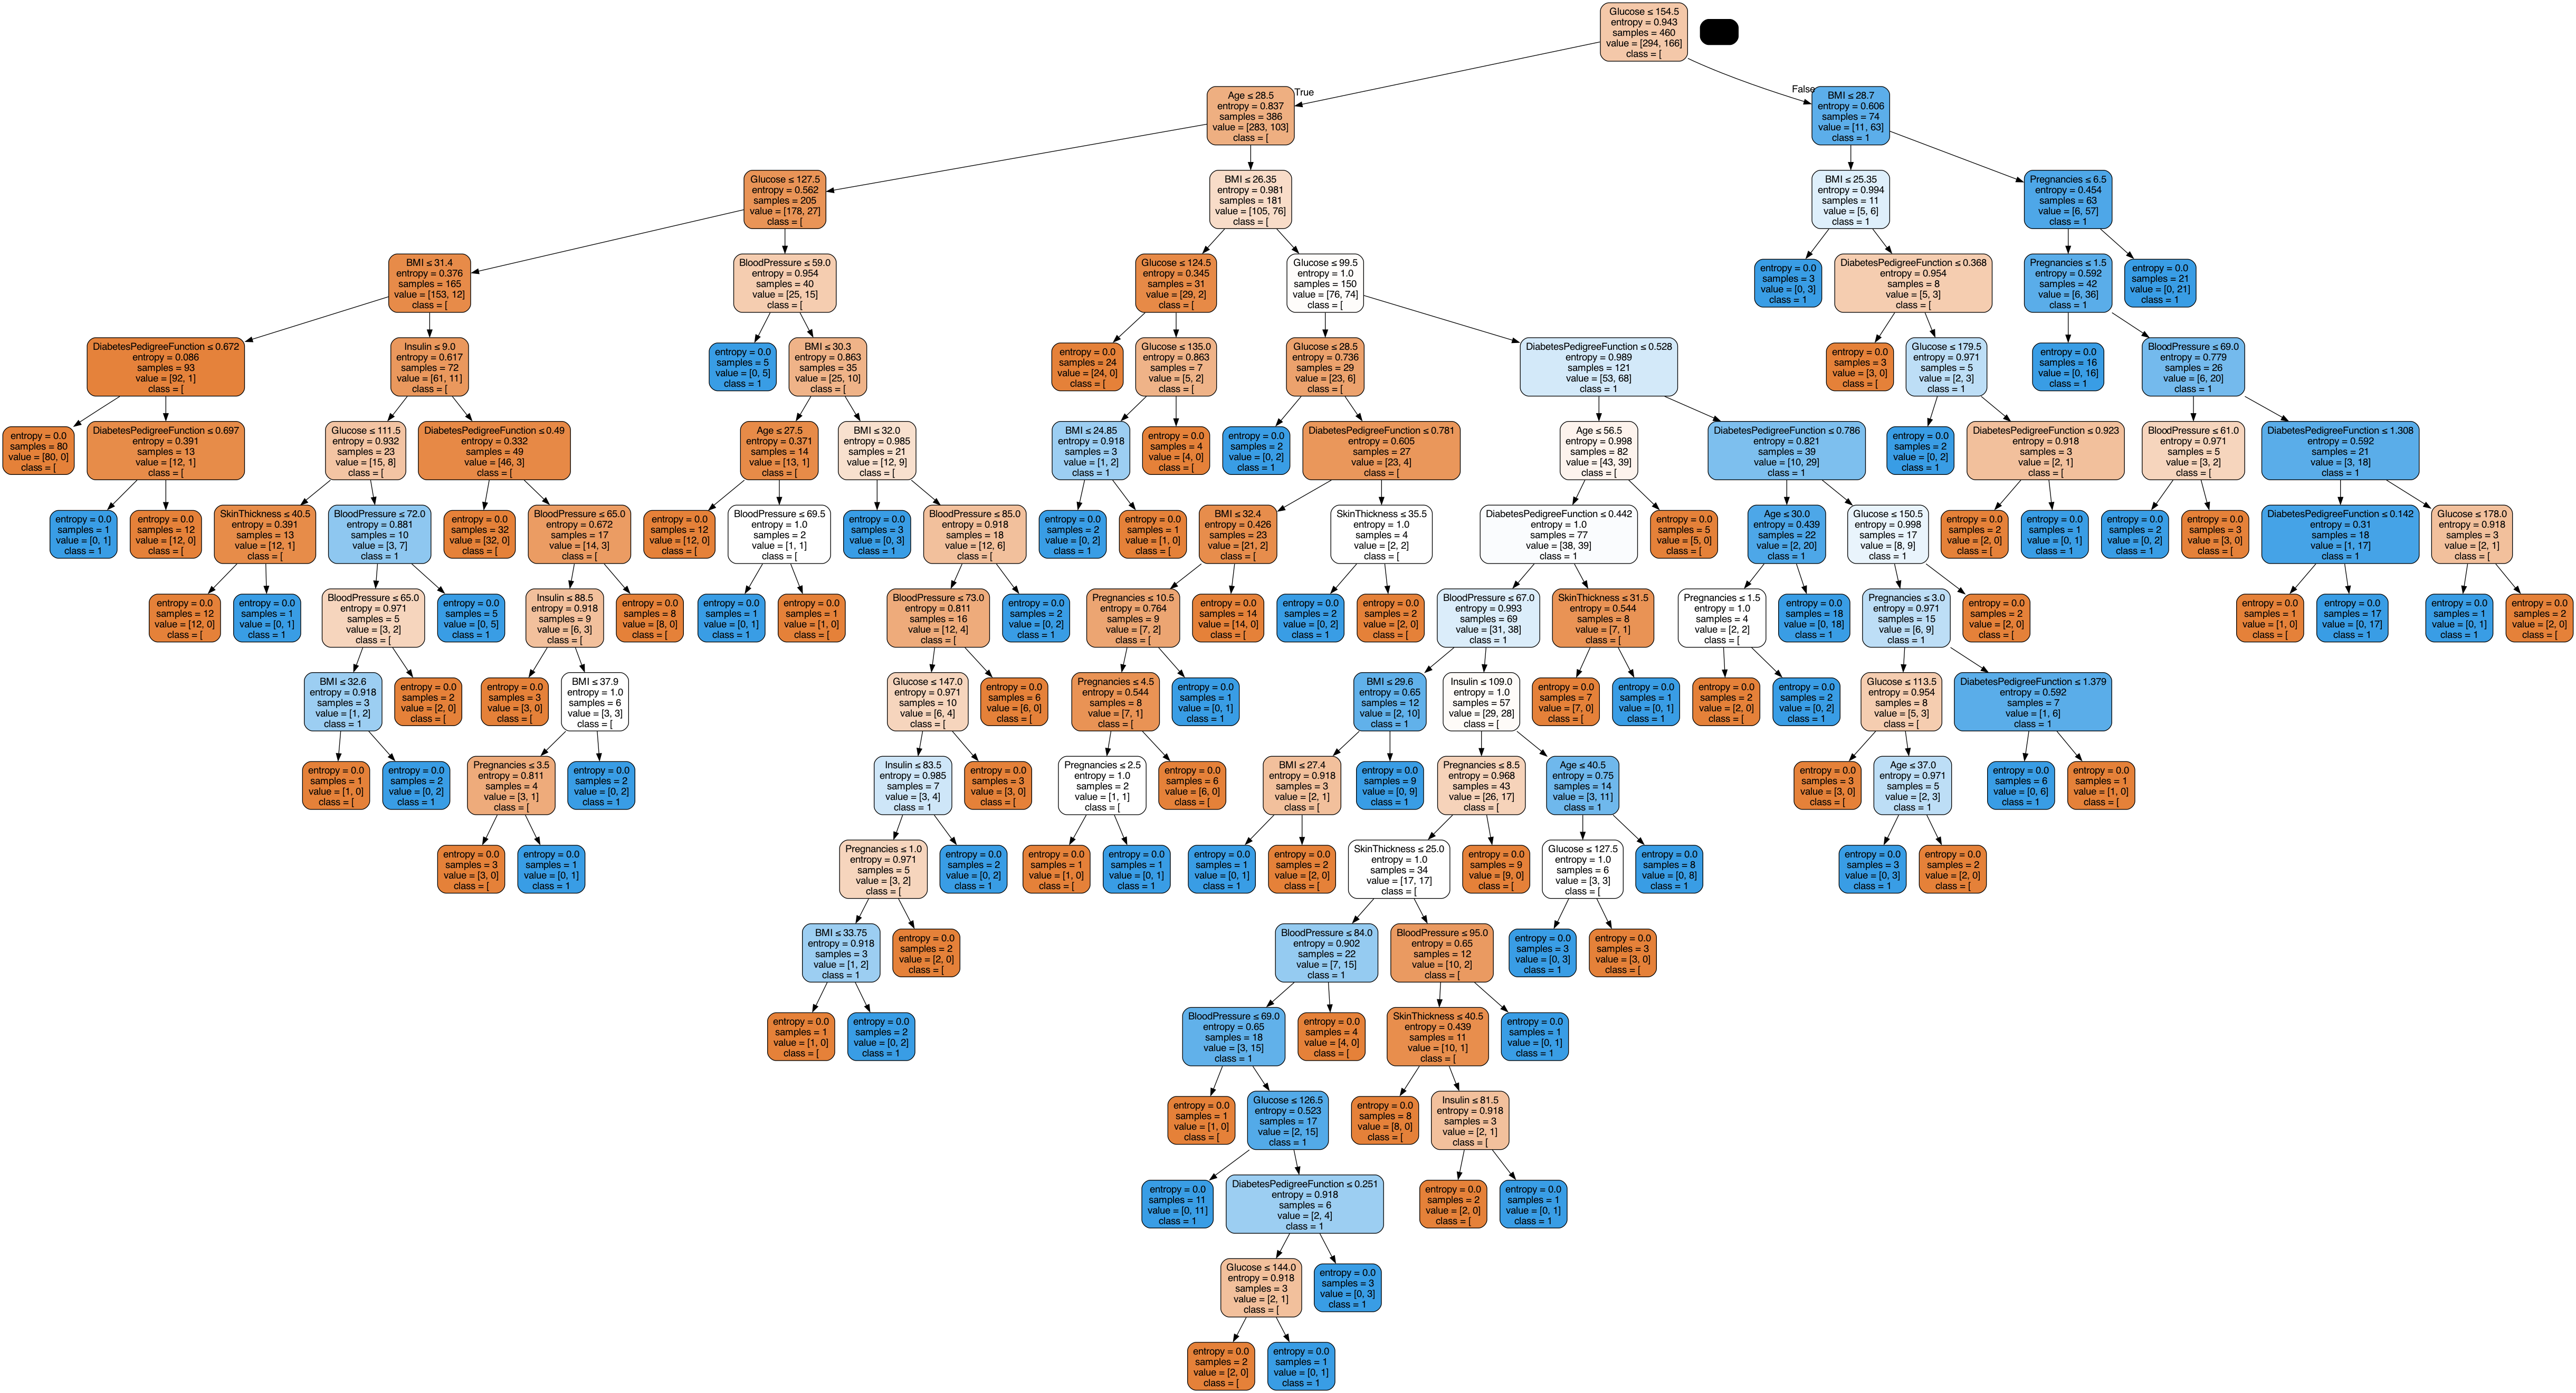 Glucose ≤ 154.5
entropy = 0.943
samples = 460
value = [294, 166]
class = [
True
False
Age ≤ 28.5
entropy = 0.837
samples = 386
value = [283, 103]
class = [
BMI ≤ 28.7
entropy = 0.606
samples = 74
value = [11, 63]
class = 1
Glucose ≤ 127.5
entropy = 0.562
samples = 205
value = [178, 27]
class = [
BMI ≤ 26.35
entropy = 0.981
samples = 181
value = [105, 76]
class = [
BMI ≤ 25.35
entropy = 0.994
samples = 11
value = [5, 6]
class = 1
Pregnancies ≤ 6.5
entropy = 0.454
samples = 63
value = [6, 57]
class = 1
BMI ≤ 31.4
entropy = 0.376
samples = 165
value = [153, 12]
class = [
BloodPressure ≤ 59.0
entropy = 0.954
samples = 40
value = [25, 15]
class = [
Glucose ≤ 124.5
entropy = 0.345
samples = 31
value = [29, 2]
class = [
Glucose ≤ 99.5
entropy = 1.0
samples = 150
value = [76, 74]
class = [
entropy = 0.0
samples = 3
value = [0, 3]
class = 1
DiabetesPedigreeFunction ≤ 0.368
entropy = 0.954
samples = 8
value = [5, 3]
class = [
Pregnancies ≤ 1.5
entropy = 0.592
samples = 42
value = [6, 36]
class = 1
entropy = 0.0
samples = 21
value = [0, 21]
class = 1
DiabetesPedigreeFunction ≤ 0.672
entropy = 0.086
samples = 93
value = [92, 1]
class = [
Insulin ≤ 9.0
entropy = 0.617
samples = 72
value = [61, 11]
class = [
entropy = 0.0
samples = 5
value = [0, 5]
class = 1
BMI ≤ 30.3
entropy = 0.863
samples = 35
value = [25, 10]
class = [
entropy = 0.0
samples = 24
value = [24, 0]
class = [
Glucose ≤ 135.0
entropy = 0.863
samples = 7
value = [5, 2]
class = [
Glucose ≤ 28.5
entropy = 0.736
samples = 29
value = [23, 6]
class = [
DiabetesPedigreeFunction ≤ 0.528
entropy = 0.989
samples = 121
value = [53, 68]
class = 1
entropy = 0.0
samples = 3
value = [3, 0]
class = [
Glucose ≤ 179.5
entropy = 0.971
samples = 5
value = [2, 3]
class = 1
entropy = 0.0
samples = 16
value = [0, 16]
class = 1
BloodPressure ≤ 69.0
entropy = 0.779
samples = 26
value = [6, 20]
class = 1
entropy = 0.0
samples = 80
value = [80, 0]
class = [
DiabetesPedigreeFunction ≤ 0.697
entropy = 0.391
samples = 13
value = [12, 1]
class = [
Glucose ≤ 111.5
entropy = 0.932
samples = 23
value = [15, 8]
class = [
DiabetesPedigreeFunction ≤ 0.49
entropy = 0.332
samples = 49
value = [46, 3]
class = [
Age ≤ 27.5
entropy = 0.371
samples = 14
value = [13, 1]
class = [
BMI ≤ 32.0
entropy = 0.985
samples = 21
value = [12, 9]
class = [
BMI ≤ 24.85
entropy = 0.918
samples = 3
value = [1, 2]
class = 1
entropy = 0.0
samples = 4
value = [4, 0]
class = [
entropy = 0.0
samples = 2
value = [0, 2]
class = 1
DiabetesPedigreeFunction ≤ 0.781
entropy = 0.605
samples = 27
value = [23, 4]
class = [
Age ≤ 56.5
entropy = 0.998
samples = 82
value = [43, 39]
class = [
DiabetesPedigreeFunction ≤ 0.786
entropy = 0.821
samples = 39
value = [10, 29]
class = 1
entropy = 0.0
samples = 2
value = [0, 2]
class = 1
DiabetesPedigreeFunction ≤ 0.923
entropy = 0.918
samples = 3
value = [2, 1]
class = [
BloodPressure ≤ 61.0
entropy = 0.971
samples = 5
value = [3, 2]
class = [
DiabetesPedigreeFunction ≤ 1.308
entropy = 0.592
samples = 21
value = [3, 18]
class = 1
entropy = 0.0
samples = 1
value = [0, 1]
class = 1
entropy = 0.0
samples = 12
value = [12, 0]
class = [
SkinThickness ≤ 40.5
entropy = 0.391
samples = 13
value = [12, 1]
class = [
BloodPressure ≤ 72.0
entropy = 0.881
samples = 10
value = [3, 7]
class = 1
entropy = 0.0
samples = 32
value = [32, 0]
class = [
BloodPressure ≤ 65.0
entropy = 0.672
samples = 17
value = [14, 3]
class = [
entropy = 0.0
samples = 12
value = [12, 0]
class = [
BloodPressure ≤ 69.5
entropy = 1.0
samples = 2
value = [1, 1]
class = [
entropy = 0.0
samples = 3
value = [0, 3]
class = 1
BloodPressure ≤ 85.0
entropy = 0.918
samples = 18
value = [12, 6]
class = [
entropy = 0.0
samples = 2
value = [0, 2]
class = 1
entropy = 0.0
samples = 1
value = [1, 0]
class = [
BMI ≤ 32.4
entropy = 0.426
samples = 23
value = [21, 2]
class = [
SkinThickness ≤ 35.5
entropy = 1.0
samples = 4
value = [2, 2]
class = [
DiabetesPedigreeFunction ≤ 0.442
entropy = 1.0
samples = 77
value = [38, 39]
class = 1
entropy = 0.0
samples = 5
value = [5, 0]
class = [
Age ≤ 30.0
entropy = 0.439
samples = 22
value = [2, 20]
class = 1
Glucose ≤ 150.5
entropy = 0.998
samples = 17
value = [8, 9]
class = 1
entropy = 0.0
samples = 2
value = [2, 0]
class = [
entropy = 0.0
samples = 1
value = [0, 1]
class = 1
entropy = 0.0
samples = 2
value = [0, 2]
class = 1
entropy = 0.0
samples = 3
value = [3, 0]
class = [
DiabetesPedigreeFunction ≤ 0.142
entropy = 0.31
samples = 18
value = [1, 17]
class = 1
Glucose ≤ 178.0
entropy = 0.918
samples = 3
value = [2, 1]
class = [
entropy = 0.0
samples = 12
value = [12, 0]
class = [
entropy = 0.0
samples = 1
value = [0, 1]
class = 1
BloodPressure ≤ 65.0
entropy = 0.971
samples = 5
value = [3, 2]
class = [
entropy = 0.0
samples = 5
value = [0, 5]
class = 1
Insulin ≤ 88.5
entropy = 0.918
samples = 9
value = [6, 3]
class = [
entropy = 0.0
samples = 8
value = [8, 0]
class = [
entropy = 0.0
samples = 1
value = [0, 1]
class = 1
entropy = 0.0
samples = 1
value = [1, 0]
class = [
BloodPressure ≤ 73.0
entropy = 0.811
samples = 16
value = [12, 4]
class = [
entropy = 0.0
samples = 2
value = [0, 2]
class = 1
Pregnancies ≤ 10.5
entropy = 0.764
samples = 9
value = [7, 2]
class = [
entropy = 0.0
samples = 14
value = [14, 0]
class = [
entropy = 0.0
samples = 2
value = [0, 2]
class = 1
entropy = 0.0
samples = 2
value = [2, 0]
class = [
BloodPressure ≤ 67.0
entropy = 0.993
samples = 69
value = [31, 38]
class = 1
SkinThickness ≤ 31.5
entropy = 0.544
samples = 8
value = [7, 1]
class = [
Pregnancies ≤ 1.5
entropy = 1.0
samples = 4
value = [2, 2]
class = [
entropy = 0.0
samples = 18
value = [0, 18]
class = 1
Pregnancies ≤ 3.0
entropy = 0.971
samples = 15
value = [6, 9]
class = 1
entropy = 0.0
samples = 2
value = [2, 0]
class = [
entropy = 0.0
samples = 1
value = [1, 0]
class = [
entropy = 0.0
samples = 17
value = [0, 17]
class = 1
entropy = 0.0
samples = 1
value = [0, 1]
class = 1
entropy = 0.0
samples = 2
value = [2, 0]
class = [
BMI ≤ 32.6
entropy = 0.918
samples = 3
value = [1, 2]
class = 1
entropy = 0.0
samples = 2
value = [2, 0]
class = [
entropy = 0.0
samples = 3
value = [3, 0]
class = [
BMI ≤ 37.9
entropy = 1.0
samples = 6
value = [3, 3]
class = [
Glucose ≤ 147.0
entropy = 0.971
samples = 10
value = [6, 4]
class = [
entropy = 0.0
samples = 6
value = [6, 0]
class = [
Pregnancies ≤ 4.5
entropy = 0.544
samples = 8
value = [7, 1]
class = [
entropy = 0.0
samples = 1
value = [0, 1]
class = 1
BMI ≤ 29.6
entropy = 0.65
samples = 12
value = [2, 10]
class = 1
Insulin ≤ 109.0
entropy = 1.0
samples = 57
value = [29, 28]
class = [
entropy = 0.0
samples = 7
value = [7, 0]
class = [
entropy = 0.0
samples = 1
value = [0, 1]
class = 1
entropy = 0.0
samples = 2
value = [2, 0]
class = [
entropy = 0.0
samples = 2
value = [0, 2]
class = 1
Glucose ≤ 113.5
entropy = 0.954
samples = 8
value = [5, 3]
class = [
DiabetesPedigreeFunction ≤ 1.379
entropy = 0.592
samples = 7
value = [1, 6]
class = 1
entropy = 0.0
samples = 1
value = [1, 0]
class = [
entropy = 0.0
samples = 2
value = [0, 2]
class = 1
Pregnancies ≤ 3.5
entropy = 0.811
samples = 4
value = [3, 1]
class = [
entropy = 0.0
samples = 2
value = [0, 2]
class = 1
Insulin ≤ 83.5
entropy = 0.985
samples = 7
value = [3, 4]
class = 1
entropy = 0.0
samples = 3
value = [3, 0]
class = [
Pregnancies ≤ 2.5
entropy = 1.0
samples = 2
value = [1, 1]
class = [
entropy = 0.0
samples = 6
value = [6, 0]
class = [
BMI ≤ 27.4
entropy = 0.918
samples = 3
value = [2, 1]
class = [
entropy = 0.0
samples = 9
value = [0, 9]
class = 1
Pregnancies ≤ 8.5
entropy = 0.968
samples = 43
value = [26, 17]
class = [
Age ≤ 40.5
entropy = 0.75
samples = 14
value = [3, 11]
class = 1
entropy = 0.0
samples = 3
value = [3, 0]
class = [
Age ≤ 37.0
entropy = 0.971
samples = 5
value = [2, 3]
class = 1
entropy = 0.0
samples = 6
value = [0, 6]
class = 1
entropy = 0.0
samples = 1
value = [1, 0]
class = [
entropy = 0.0
samples = 3
value = [3, 0]
class = [
entropy = 0.0
samples = 1
value = [0, 1]
class = 1
Pregnancies ≤ 1.0
entropy = 0.971
samples = 5
value = [3, 2]
class = [
entropy = 0.0
samples = 2
value = [0, 2]
class = 1
entropy = 0.0
samples = 1
value = [1, 0]
class = [
entropy = 0.0
samples = 1
value = [0, 1]
class = 1
entropy = 0.0
samples = 1
value = [0, 1]
class = 1
entropy = 0.0
samples = 2
value = [2, 0]
class = [
SkinThickness ≤ 25.0
entropy = 1.0
samples = 34
value = [17, 17]
class = [
entropy = 0.0
samples = 9
value = [9, 0]
class = [
Glucose ≤ 127.5
entropy = 1.0
samples = 6
value = [3, 3]
class = [
entropy = 0.0
samples = 8
value = [0, 8]
class = 1
entropy = 0.0
samples = 3
value = [0, 3]
class = 1
entropy = 0.0
samples = 2
value = [2, 0]
class = [
BMI ≤ 33.75
entropy = 0.918
samples = 3
value = [1, 2]
class = 1
entropy = 0.0
samples = 2
value = [2, 0]
class = [
BloodPressure ≤ 84.0
entropy = 0.902
samples = 22
value = [7, 15]
class = 1
BloodPressure ≤ 95.0
entropy = 0.65
samples = 12
value = [10, 2]
class = [
entropy = 0.0
samples = 3
value = [0, 3]
class = 1
entropy = 0.0
samples = 3
value = [3, 0]
class = [
entropy = 0.0
samples = 1
value = [1, 0]
class = [
entropy = 0.0
samples = 2
value = [0, 2]
class = 1
BloodPressure ≤ 69.0
entropy = 0.65
samples = 18
value = [3, 15]
class = 1
entropy = 0.0
samples = 4
value = [4, 0]
class = [
SkinThickness ≤ 40.5
entropy = 0.439
samples = 11
value = [10, 1]
class = [
entropy = 0.0
samples = 1
value = [0, 1]
class = 1
entropy = 0.0
samples = 1
value = [1, 0]
class = [
Glucose ≤ 126.5
entropy = 0.523
samples = 17
value = [2, 15]
class = 1
entropy = 0.0
samples = 8
value = [8, 0]
class = [
Insulin ≤ 81.5
entropy = 0.918
samples = 3
value = [2, 1]
class = [
entropy = 0.0
samples = 11
value = [0, 11]
class = 1
DiabetesPedigreeFunction ≤ 0.251
entropy = 0.918
samples = 6
value = [2, 4]
class = 1
entropy = 0.0
samples = 2
value = [2, 0]
class = [
entropy = 0.0
samples = 1
value = [0, 1]
class = 1
Glucose ≤ 144.0
entropy = 0.918
samples = 3
value = [2, 1]
class = [
entropy = 0.0
samples = 3
value = [0, 3]
class = 1
entropy = 0.0
samples = 2
value = [2, 0]
class = [
entropy = 0.0
samples = 1
value = [0, 1]
class = 1